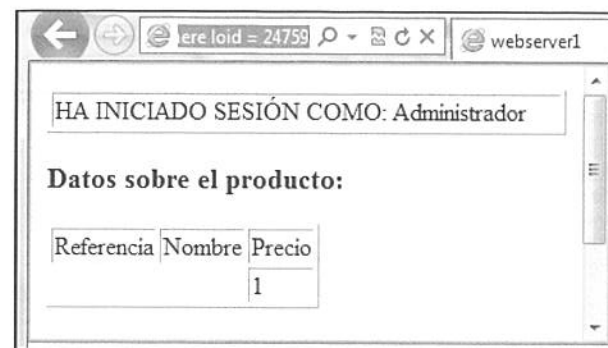 ere loid = 24759
webserver1
HA INICIADO SESIÓN COMO: Administrador
Datos sobre el producto:
Referencia Nombre Precio
1